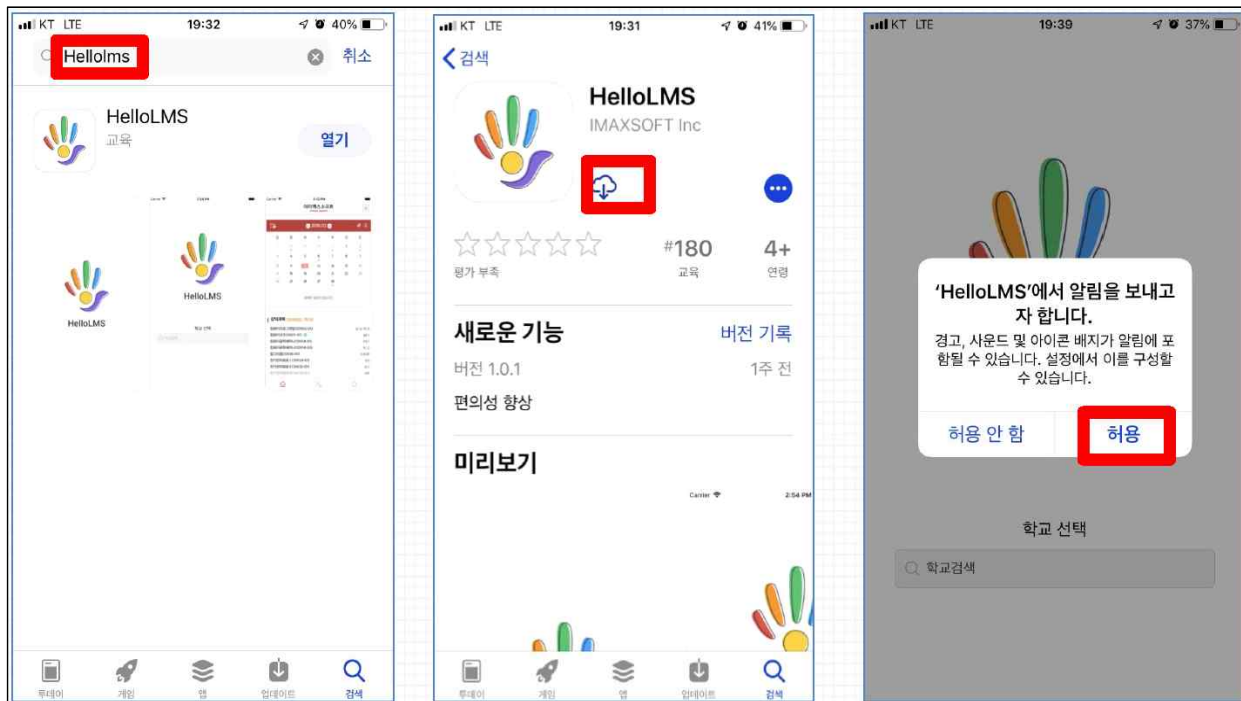 KT LTE 19:32 40%
Hellolms 취소
HelloLMS
교육
열기
HelloLMS
HelloLMS
학교 선택
투데이 게임 앱 업데이트 검색
KT LTE 19:31 41%
검색
HelloLMS
IMAXSOFT Inc
#180 4+
평가 부족 교육 연령
새로운 기능 버전 기록
버전 1.0.1 1주 전
편의성 향상
미리보기
Carrier 2:54 PM
투데이 게임 앱 업데이트 검색
KT LTE 19:39 37%
'HelloLMS'에서 알림을 보내고
자 합니다.
경고, 사운드 및 아이콘 배지가 알림에 포
함될 수 있습니다. 설정에서 이를 구성할
수 있습니다.
허용 안 함 허용
학교 선택
학교검색